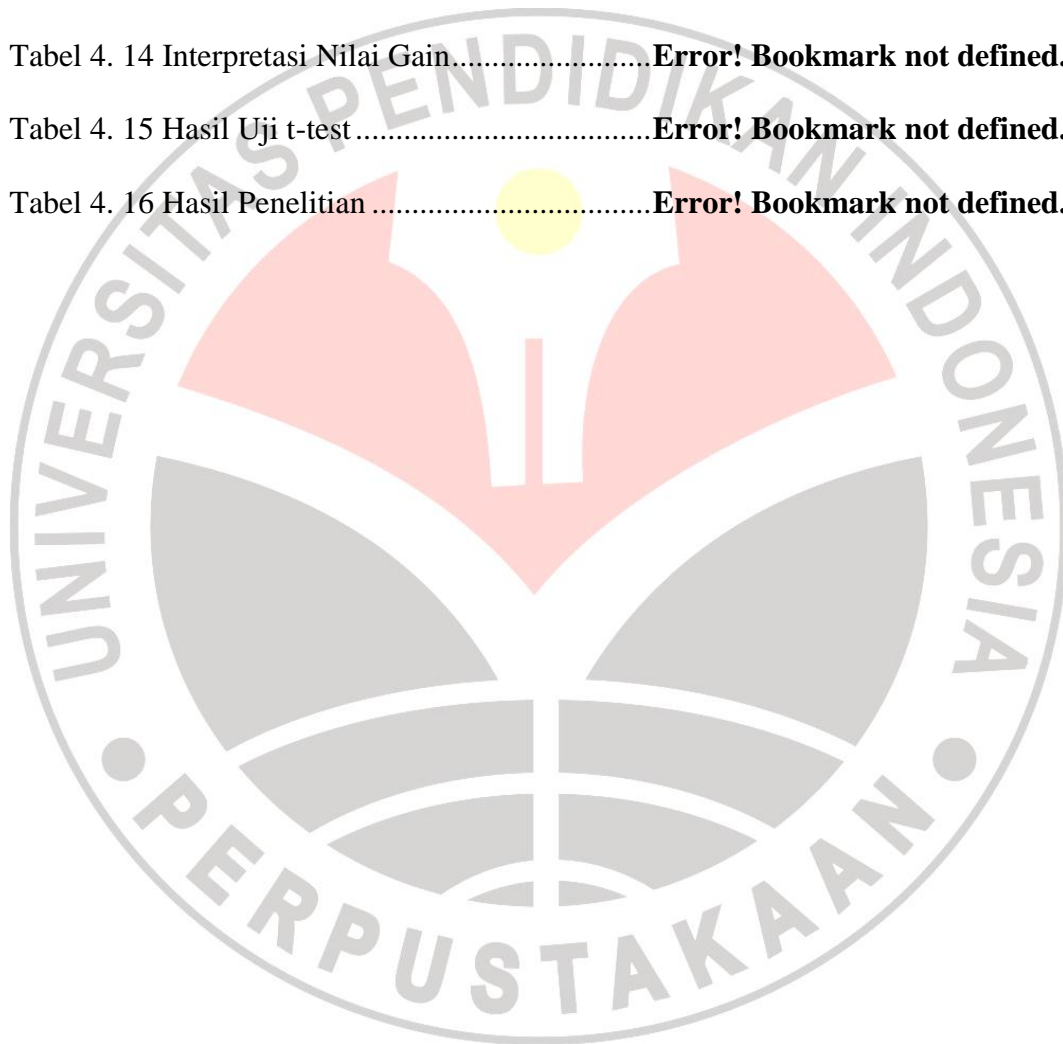 Tabel 4. 14 Interpretasi Nilai Gain.........................Error! Bookmark not defined.
Tabel 4. 15 Hasil Uji t-test.....................................Error! Bookmark not defined.
Tabel 4. 16 Hasil Penelitian ...................................Error! Bookmark not defined.
UNIVERSITAS PENDIDIKAN INDONESIA
PERPUSTAKAAN